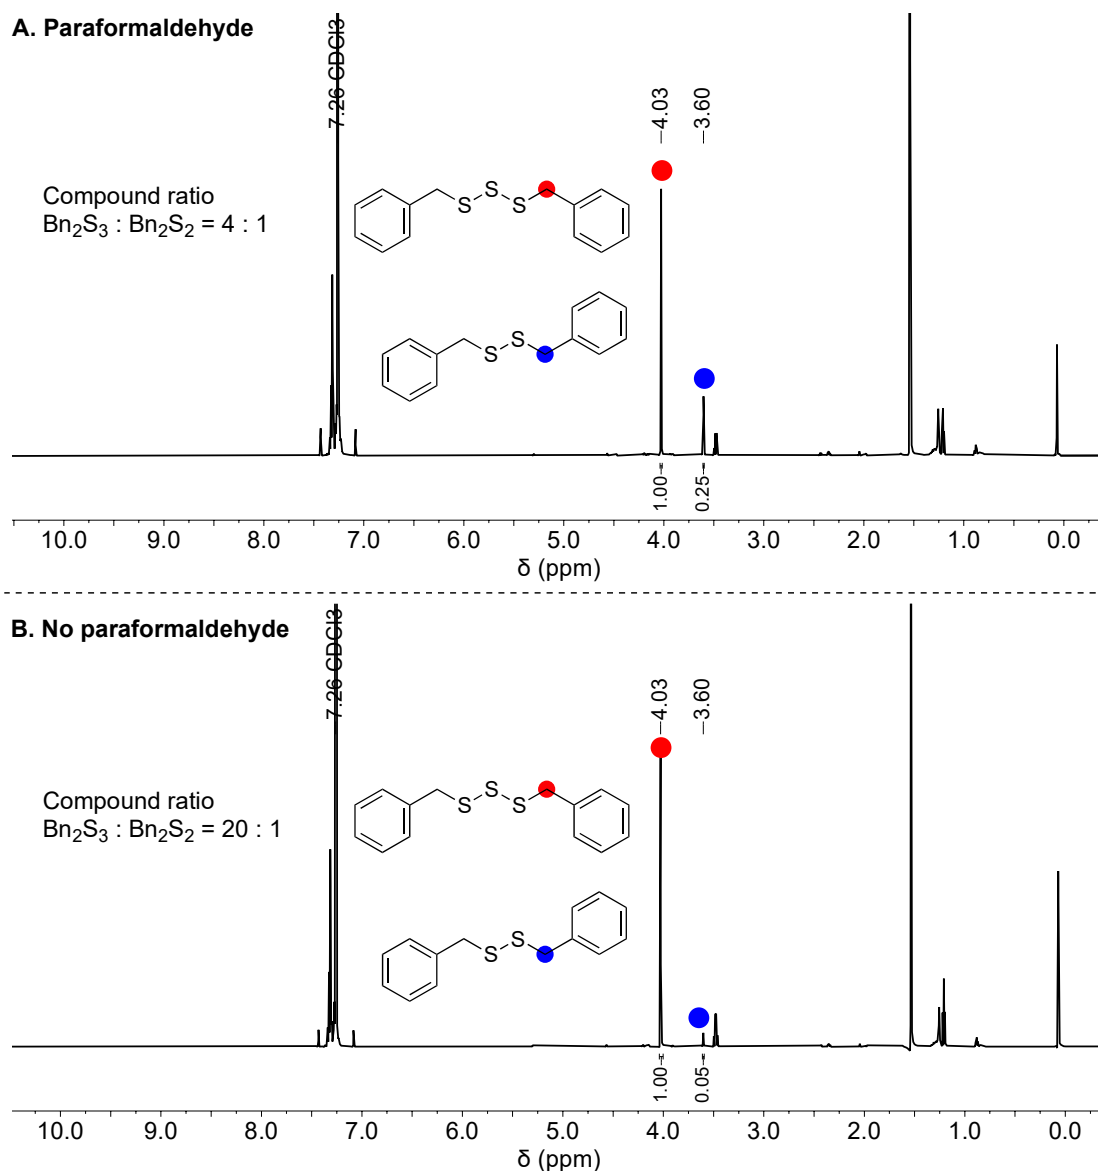 A. Paraformaldehyde
7.26 CDCl3
4.03
3.60
Compound ratio
Bn₂S₃ : Bn₂S₂ = 4 : 1
S S S
S S
1.00
0.25
10.0 9.0 8.0 7.0 6.0 5.0 4.0 3.0 2.0 1.0 0.0
δ (ppm)
B. No paraformaldehyde
7.26 CDCl3
4.03
3.60
Compound ratio
Bn₂S₃ : Bn₂S₂ = 20 : 1
S S S
S S
1.00
0.05
10.0 9.0 8.0 7.0 6.0 5.0 4.0 3.0 2.0 1.0 0.0
δ (ppm)